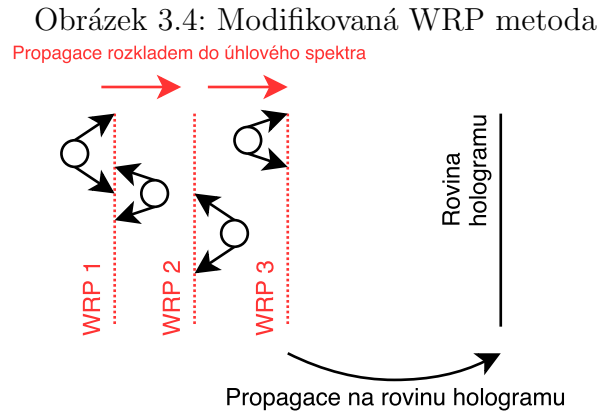 Obrázek 3.4: Modifikovaná WRP metoda
Propagace rozkladem do úhlového spektra
WRP 1
WRP 2
WRP 3
Rovina
hologramu
Propagace na rovinu hologramu